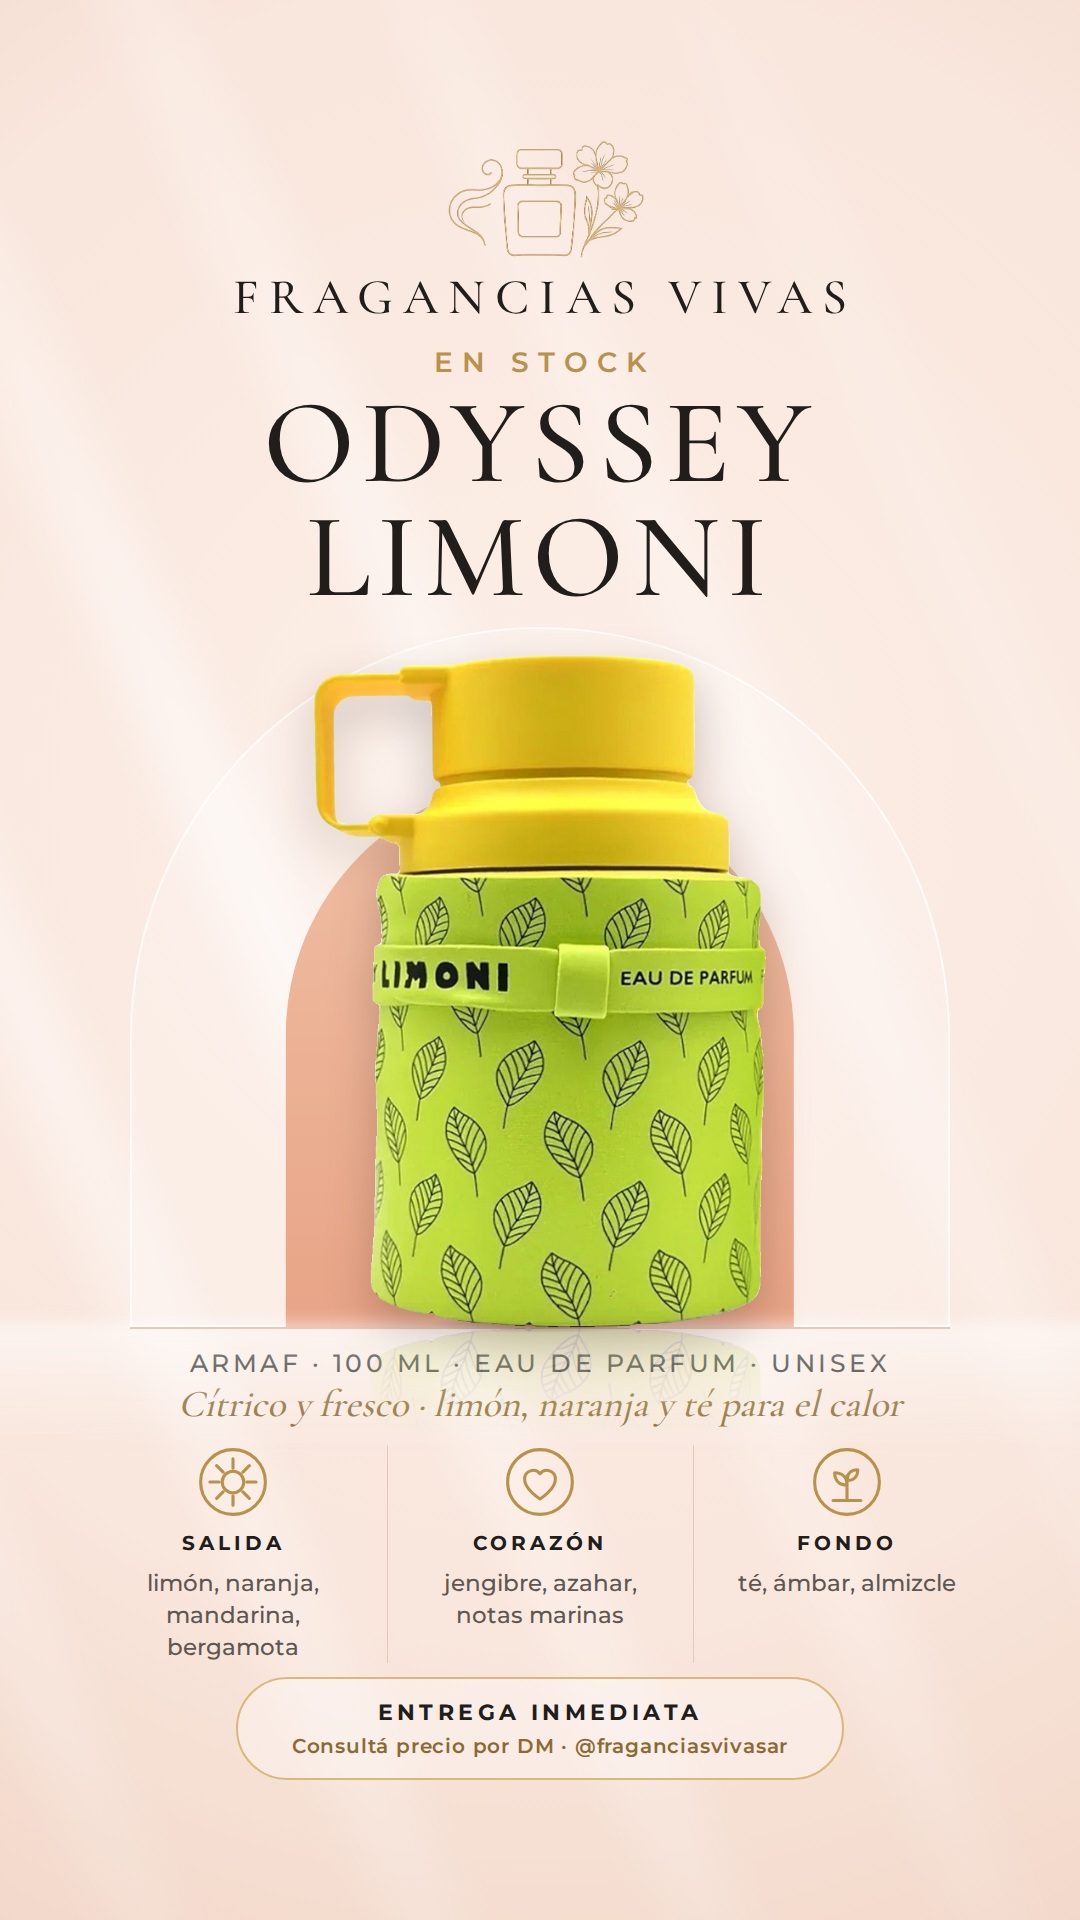 FRAGANCIAS VIVAS
EN STOCK
ODYSSEY
LIMONI
LIMONI EAU DE PARFUM
ARMAF · 100 ML · EAU DE PARFUM · UNISEX
Cítrico y fresco · limón, naranja y té para el calor
SALIDA
limón, naranja,
mandarina,
bergamota
CORAZÓN
jengibre, azahar,
notas marinas
FONDO
té, ámbar, almizcle
ENTREGA INMEDIATA
Consultá precio por DM · @fraganciasvivasar